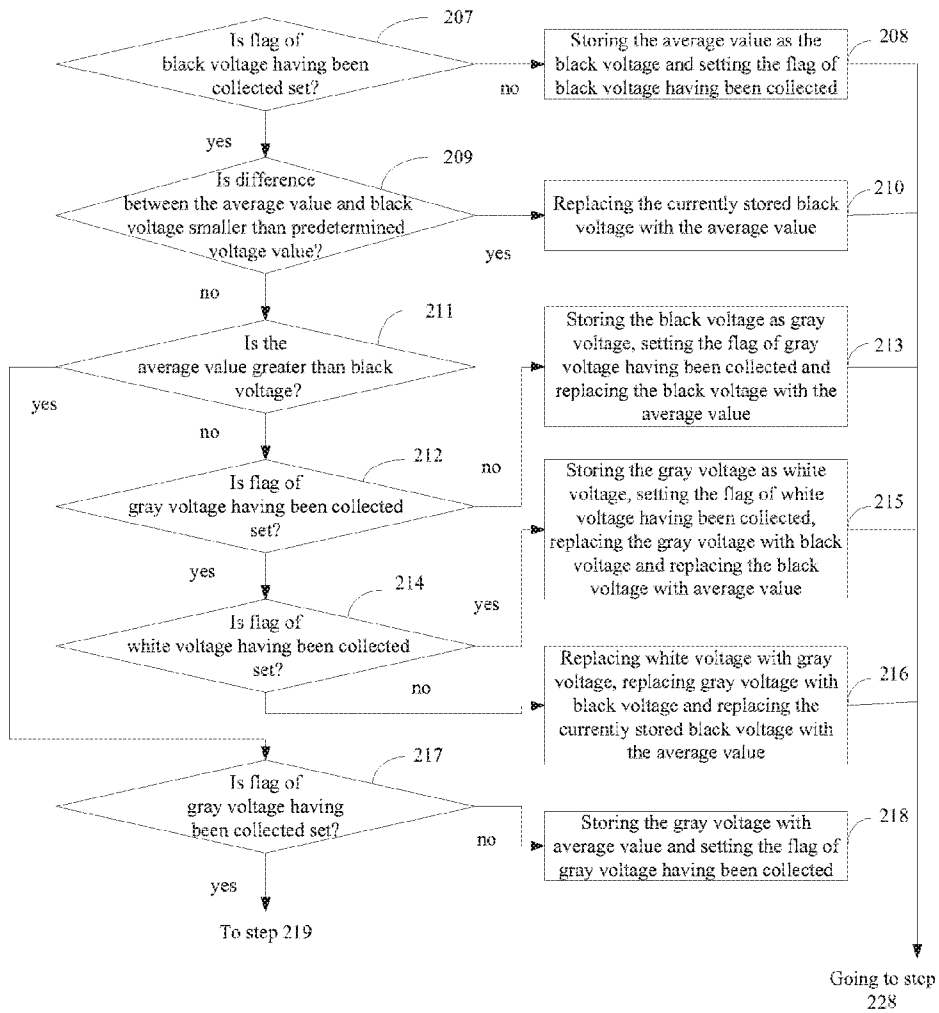 207
Is flag of
black voltage having been
collected set?
Storing the average value as the
black voltage and setting the flag of
black voltage having been collected
208
no
yes
209
Is difference
between the average value and black
voltage smaller than predetermined
voltage value?
Replacing the currently stored black
voltage with the average value
210
yes
no
211
Is the
average value greater than black
voltage?
Storing the black voltage as gray
voltage, setting the flag of gray
voltage having been collected and
replacing the black voltage with the
average value
213
yes
no
212
no
Is flag of
gray voltage having been collected
set?
Storing the gray voltage as white
voltage, setting the flag of white
voltage having been collected,
replacing the gray voltage with black
voltage and replacing the black
voltage with average value
215
yes
214
yes
Is flag of
white voltage having been collected
set?
Replacing white voltage with gray
voltage, replacing gray voltage with
black voltage and replacing the
currently stored black voltage with
the average value
216
no
217
Is flag of
gray voltage having
been collected set?
Storing the gray voltage with
average value and setting the flag of
gray voltage having been collected
218
no
yes
To step 219
Going to step
228